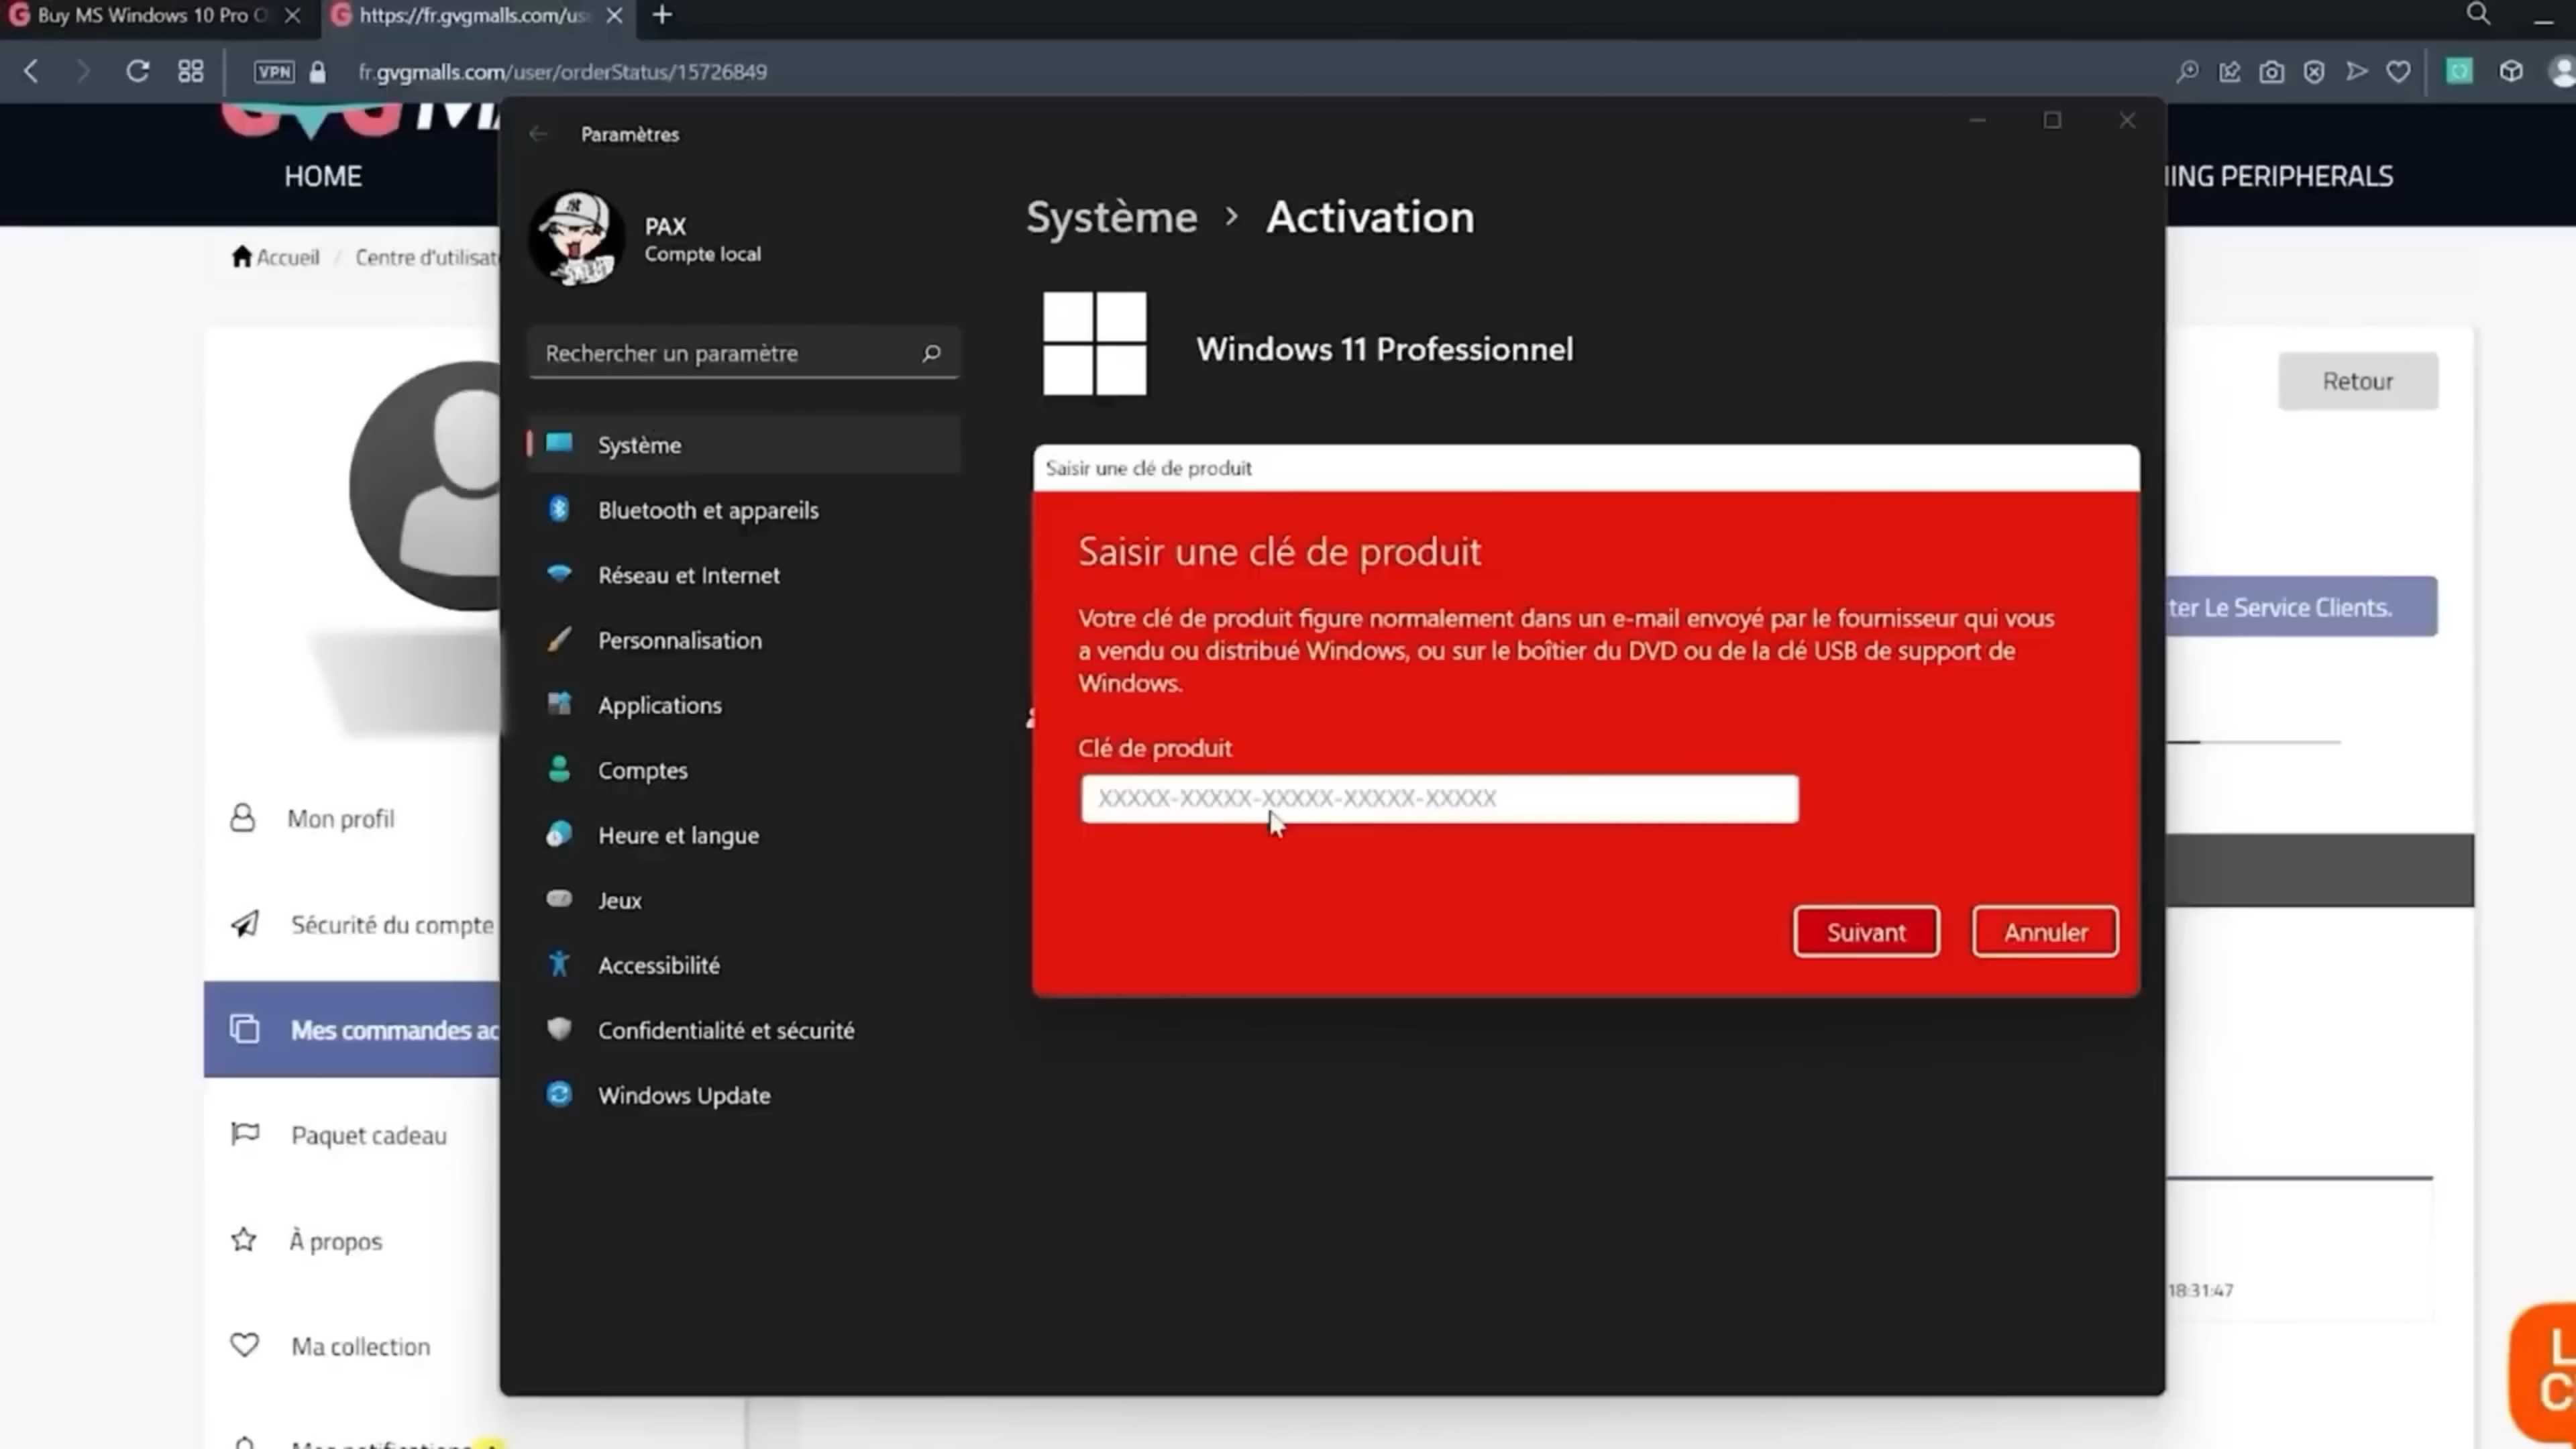 Buy MS Windows 10 Pro O
https://fr.gvgmalls.com/us
VPN
fr.gvgmalls.com/user/orderStatus/15726849
HOME
ING PERIPHERALS
Accueil / Centre d'utilisat
Retour
ter Le Service Clients.
Mon profil
Sécurité du compte
Mes commandes ac
Paquet cadeau
À propos
Ma collection
18:31:47
Paramètres
PAX
Compte local
Rechercher un paramètre
Système
Bluetooth et appareils
Réseau et Internet
Personnalisation
Applications
Comptes
Heure et langue
Jeux
Accessibilité
Confidentialité et sécurité
Windows Update
Système > Activation
Windows 11 Professionnel
Saisir une clé de produit
Saisir une clé de produit
Votre clé de produit figure normalement dans un e-mail envoyé par le fournisseur qui vous
a vendu ou distribué Windows, ou sur le boîtier du DVD ou de la clé USB de support de
Windows.
Clé de produit
XXXXX-XXXXX-XXXXX-XXXXX-XXXXX
Suivant
Annuler